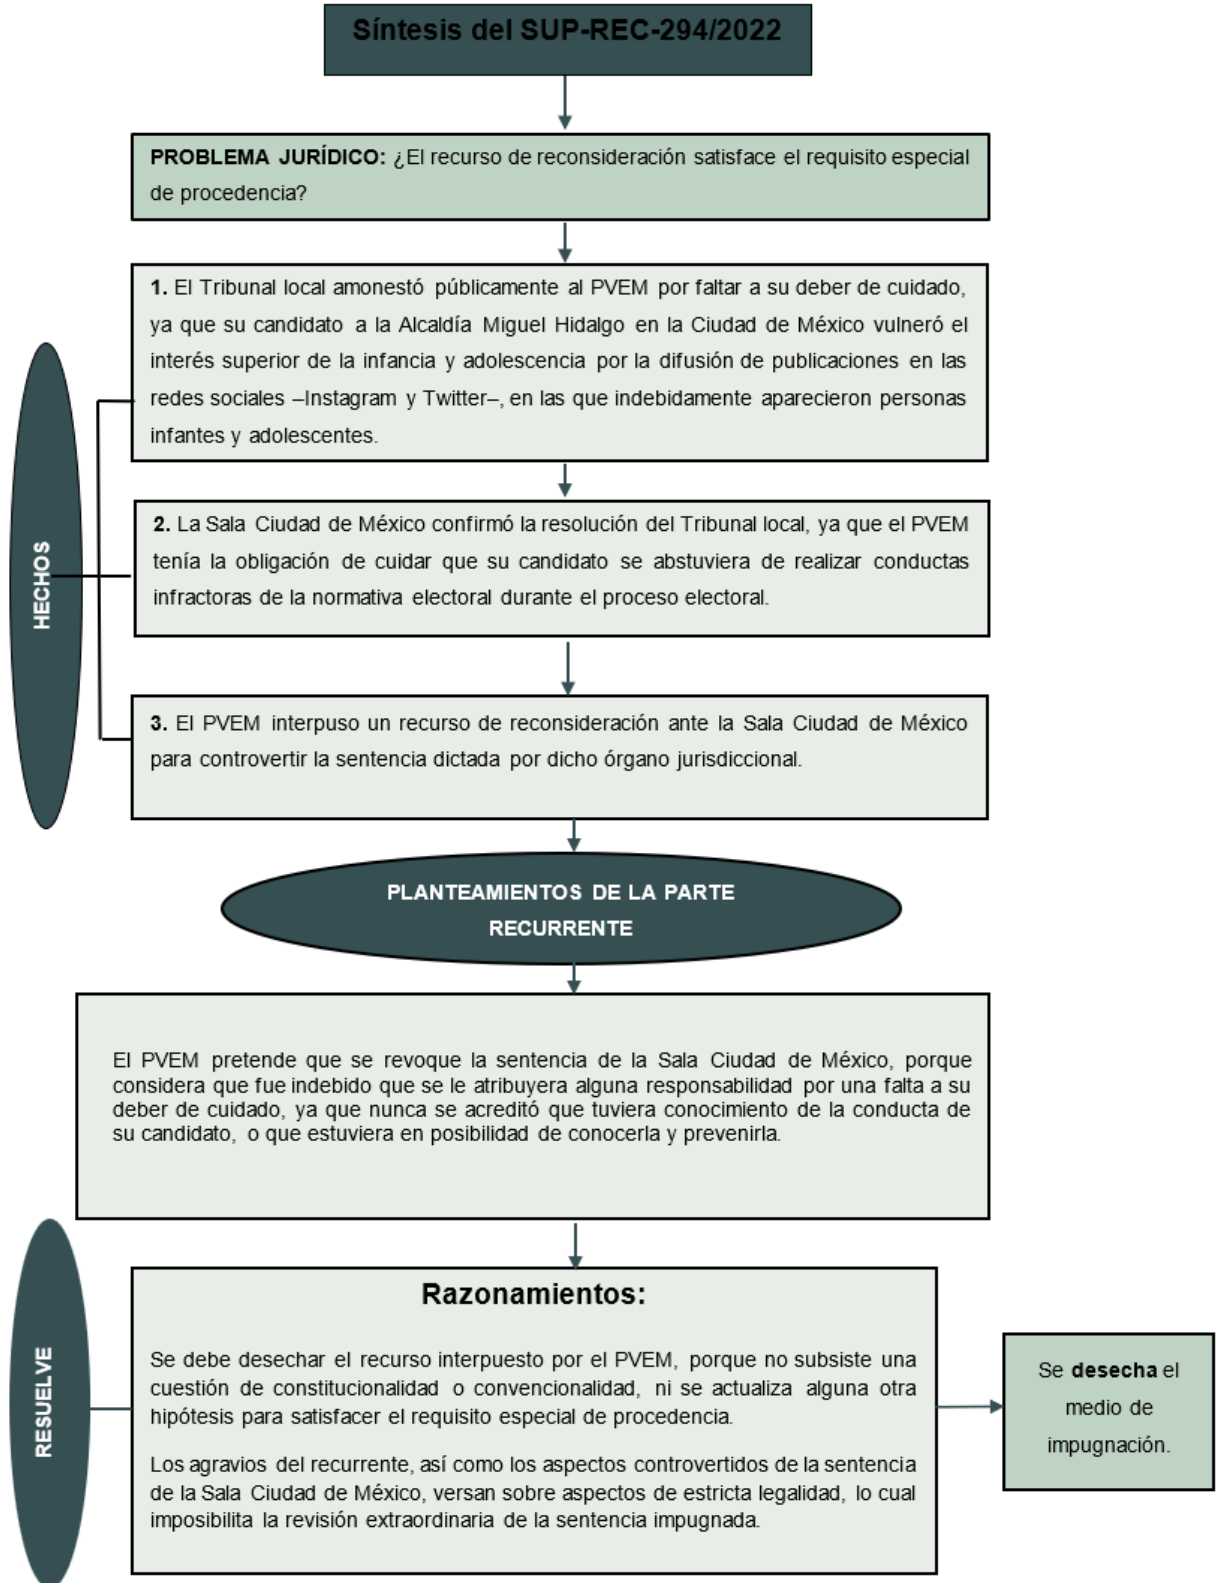 Síntesis del SUP-REC-294/2022
PROBLEMA JURÍDICO: ¿El recurso de reconsideración satisface el requisito especial
de procedencia?
HECHOS
1. El Tribunal local amonestó públicamente al PVEM por faltar a su deber de cuidado,
ya que su candidato a la Alcaldía Miguel Hidalgo en la Ciudad de México vulneró el
interés superior de la infancia y adolescencia por la difusión de publicaciones en las
redes sociales –Instagram y Twitter–, en las que indebidamente aparecieron personas
infantes y adolescentes.
2. La Sala Ciudad de México confirmó la resolución del Tribunal local, ya que el PVEM
tenía la obligación de cuidar que su candidato se abstuviera de realizar conductas
infractoras de la normativa electoral durante el proceso electoral.
3. El PVEM interpuso un recurso de reconsideración ante la Sala Ciudad de México
para controvertir la sentencia dictada por dicho órgano jurisdiccional.
PLANTEAMIENTOS DE LA PARTE
RECURRENTE
El PVEM pretende que se revoque la sentencia de la Sala Ciudad de México, porque
considera que fue indebido que se le atribuyera alguna responsabilidad por una falta a su
deber de cuidado, ya que nunca se acreditó que tuviera conocimiento de la conducta de
su candidato, o que estuviera en posibilidad de conocerla y prevenirla.
RESUELVE
Razonamientos:
Se debe desechar el recurso interpuesto por el PVEM, porque no subsiste una
cuestión de constitucionalidad o convencionalidad, ni se actualiza alguna otra
hipótesis para satisfacer el requisito especial de procedencia.
Los agravios del recurrente, así como los aspectos controvertidos de la sentencia
de la Sala Ciudad de México, versan sobre aspectos de estricta legalidad, lo cual
imposibilita la revisión extraordinaria de la sentencia impugnada.
Se desecha el
medio de
impugnación.